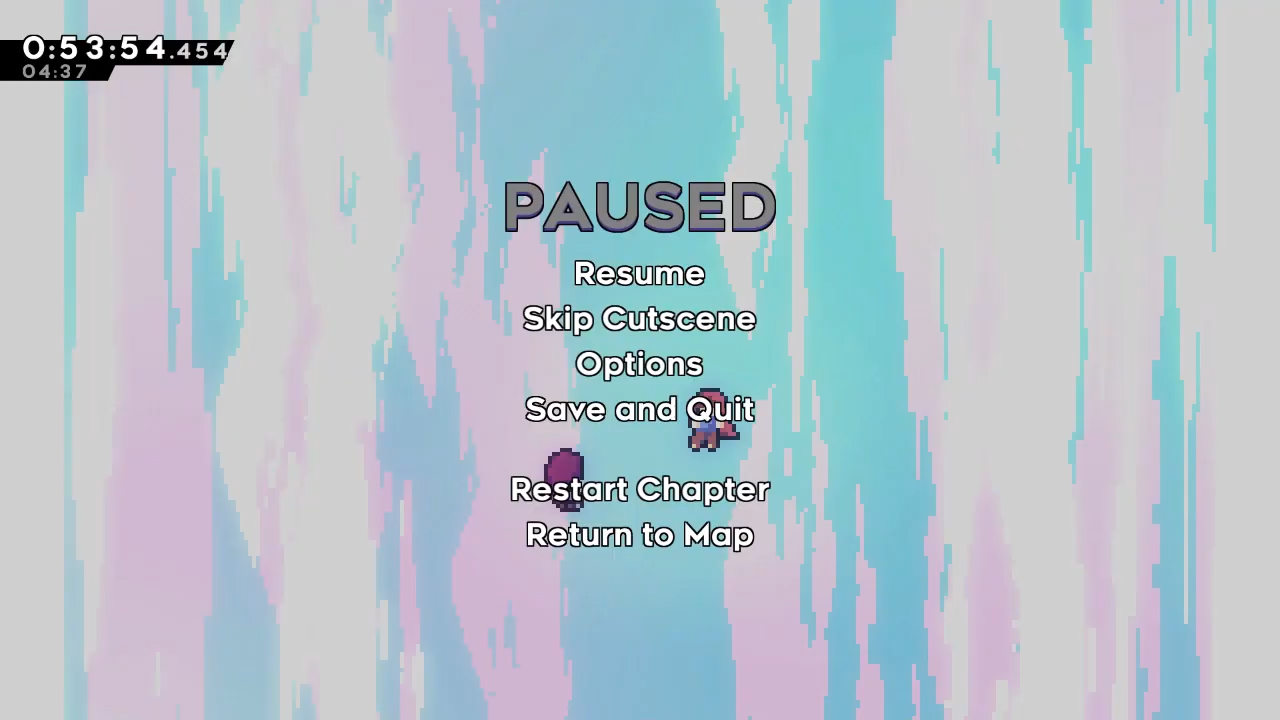 0:53:54.454
04:37
PAUSED
Resume
Skip Cutscene
Options
Save and Quit
Restart Chapter
Return to Map